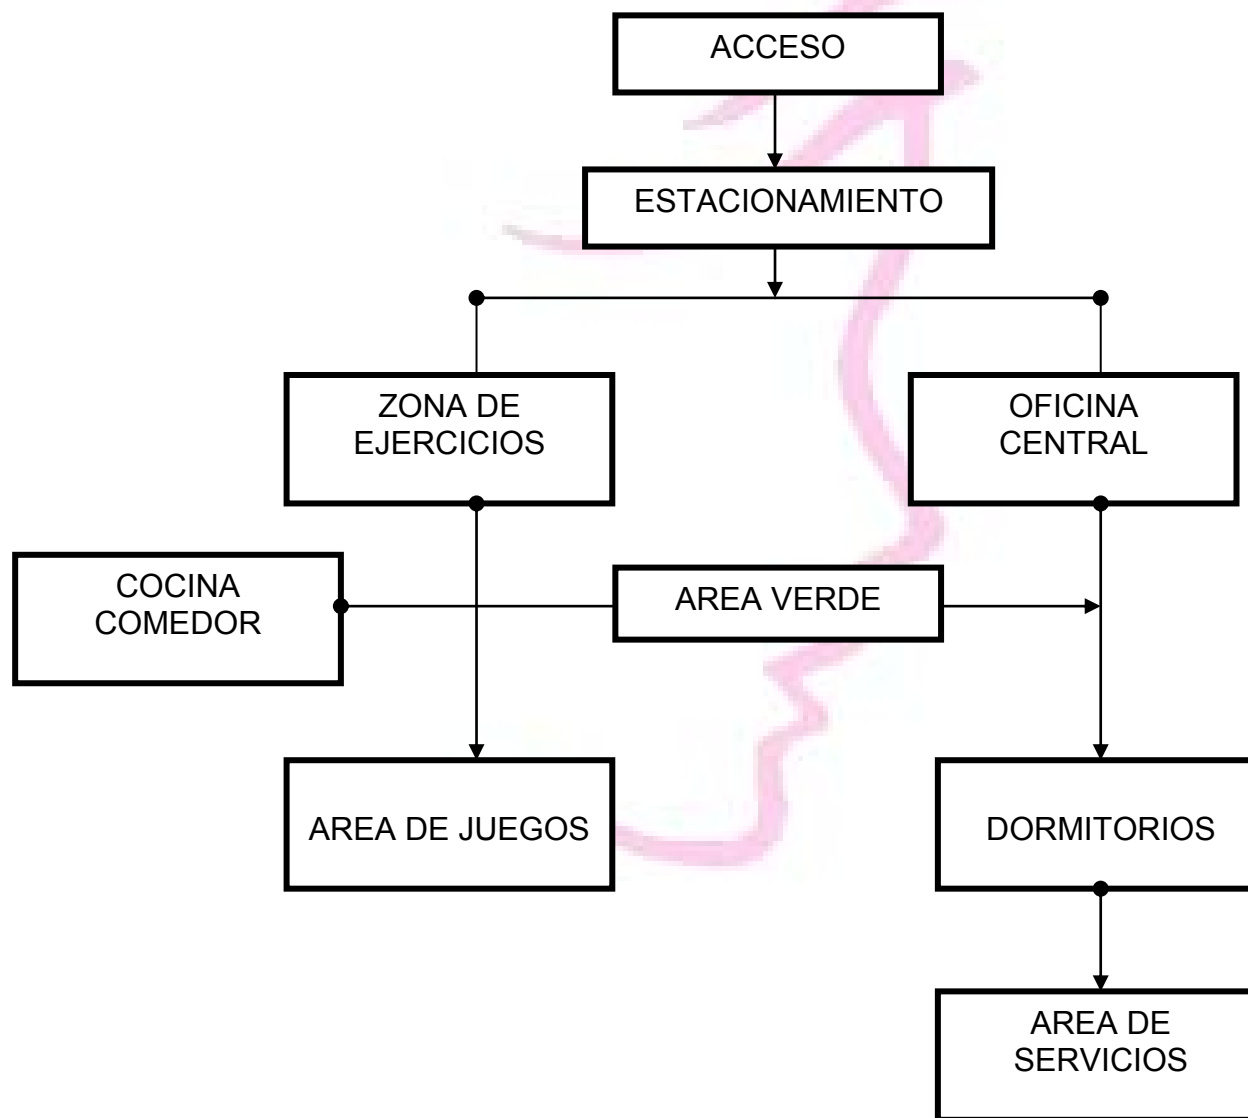 ACCESO
ESTACIONAMIENTO
ZONA DE
EJERCICIOS
OFICINA
CENTRAL
COCINA
COMEDOR
AREA VERDE
AREA DE JUEGOS
DORMITORIOS
AREA DE
SERVICIOS